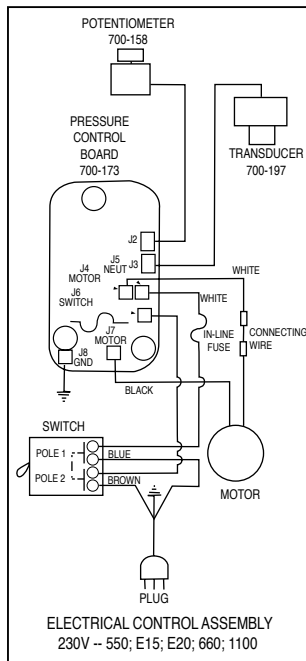 POTENTIOMETER
700-158
PRESSURE
CONTROL
BOARD
700-173
TRANSDUCER
700-197
J2
J3
J5
NEUT
J4
MOTOR
J6
SWITCH
WHITE
WHITE
IN-LINE
FUSE
CONNECTING
WIRE
J7
MOTOR
J8
GND
BLACK
SWITCH
POLE 1
BLUE
POLE 2
BROWN
MOTOR
PLUG
ELECTRICAL CONTROL ASSEMBLY
230V -- 550; E15; E20; 660; 1100